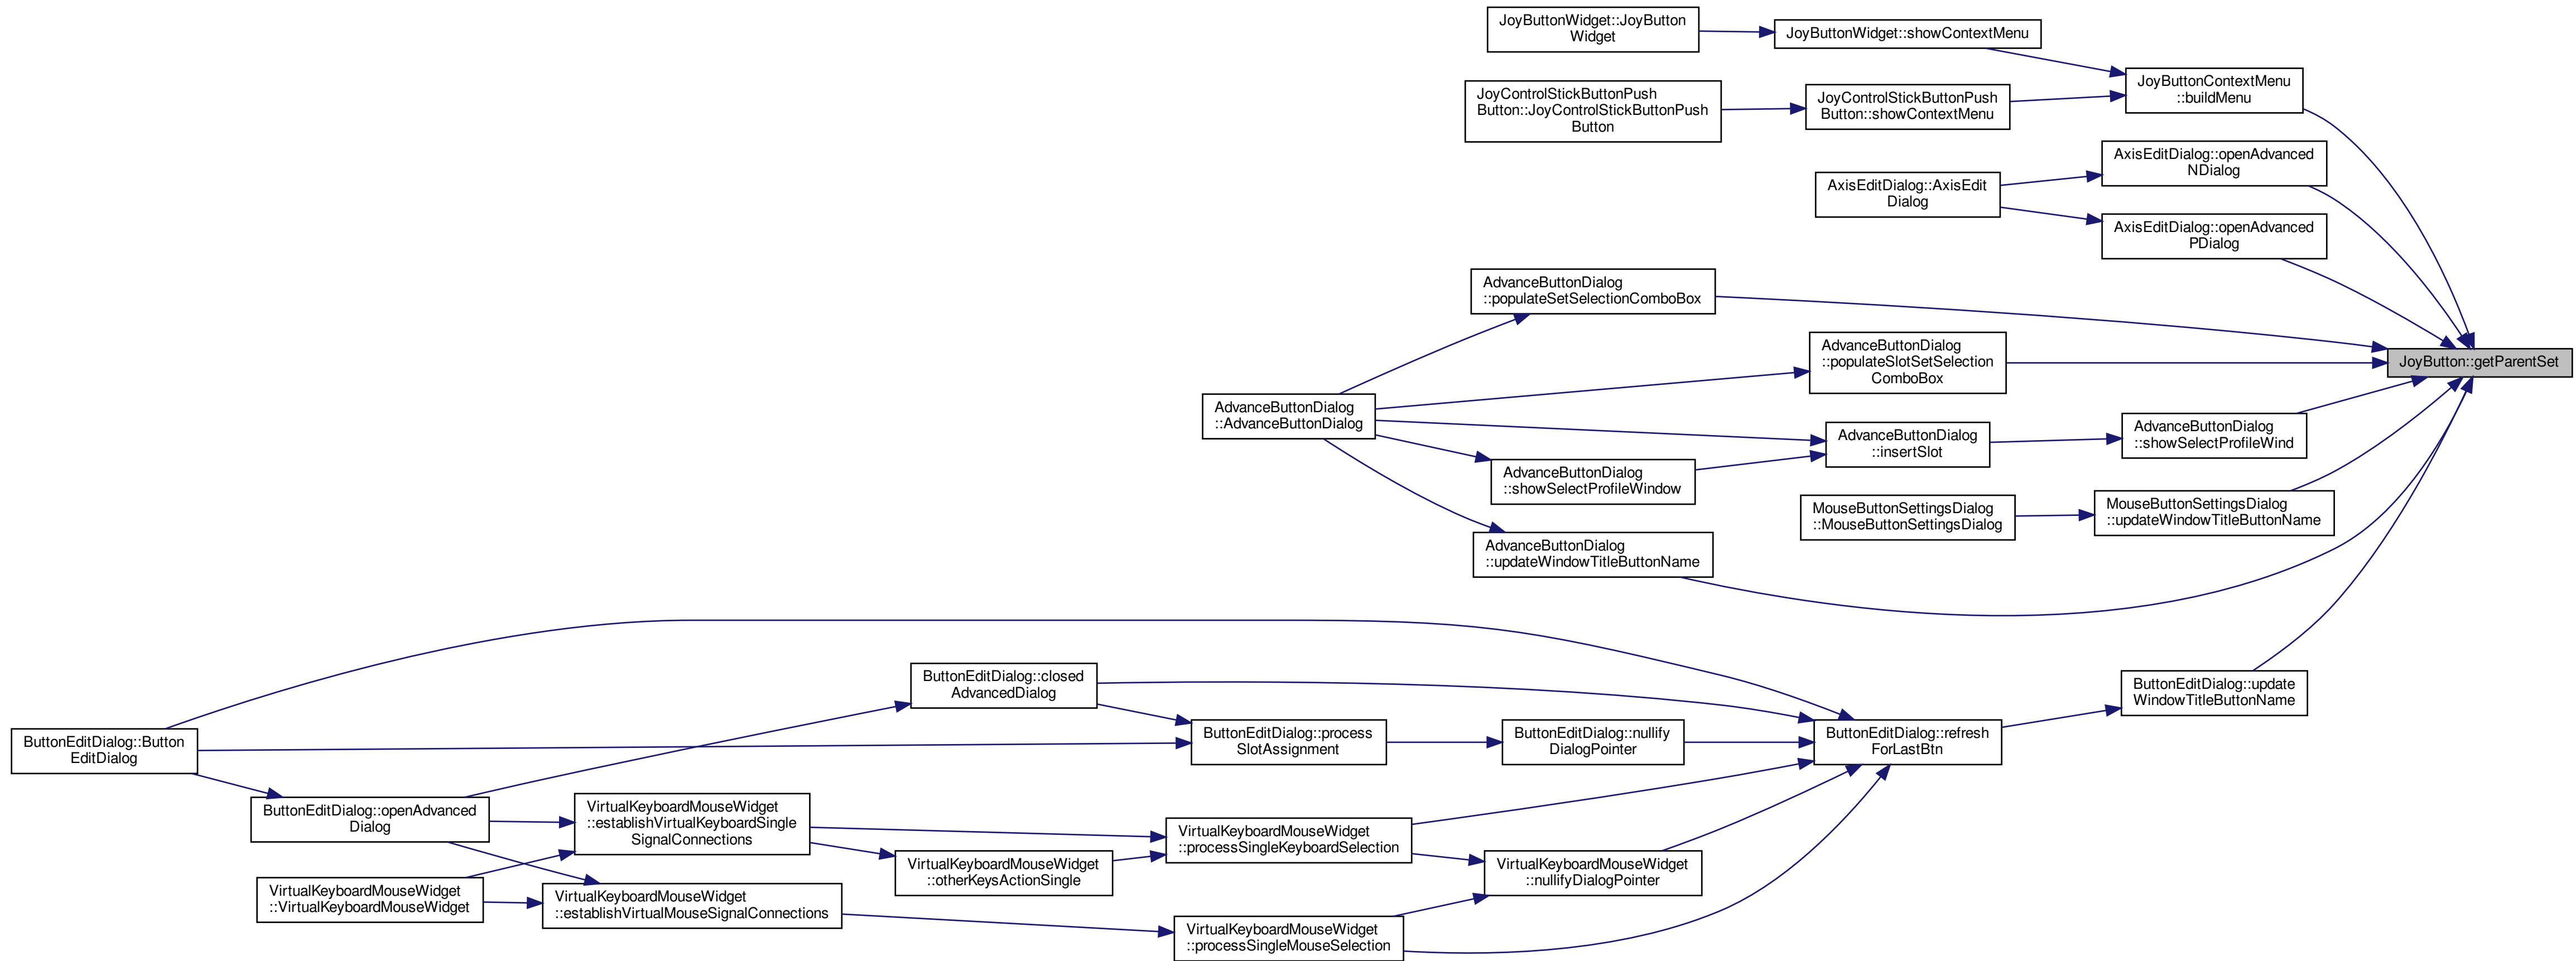 JoyButtonWidget::JoyButton
Widget
JoyButtonWidget::showContextMenu
JoyButtonContextMenu
::buildMenu
JoyControlStickButtonPush
Button::JoyControlStickButtonPush
Button
JoyControlStickButtonPush
Button::showContextMenu
AxisEditDialog::openAdvanced
NDialog
AxisEditDialog::AxisEdit
Dialog
AxisEditDialog::openAdvanced
PDialog
AdvanceButtonDialog
::populateSetSelectionComboBox
AdvanceButtonDialog
::populateSlotSetSelection
ComboBox
JoyButton::getParentSet
AdvanceButtonDialog
::AdvanceButtonDialog
AdvanceButtonDialog
::insertSlot
AdvanceButtonDialog
::showSelectProfileWind
AdvanceButtonDialog
::showSelectProfileWindow
MouseButtonSettingsDialog
::MouseButtonSettingsDialog
MouseButtonSettingsDialog
::updateWindowTitleButtonName
AdvanceButtonDialog
::updateWindowTitleButtonName
ButtonEditDialog::closed
AdvancedDialog
ButtonEditDialog::update
WindowTitleButtonName
ButtonEditDialog::Button
EditDialog
ButtonEditDialog::process
SlotAssignment
ButtonEditDialog::nullify
DialogPointer
ButtonEditDialog::refresh
ForLastBtn
ButtonEditDialog::openAdvanced
Dialog
VirtualKeyboardMouseWidget
::establishVirtualKeyboardSingle
SignalConnections
VirtualKeyboardMouseWidget
::processSingleKeyboardSelection
VirtualKeyboardMouseWidget
::otherKeysActionSingle
VirtualKeyboardMouseWidget
::nullifyDialogPointer
VirtualKeyboardMouseWidget
::VirtualKeyboardMouseWidget
VirtualKeyboardMouseWidget
::establishVirtualMouseSignalConnections
VirtualKeyboardMouseWidget
::processSingleMouseSelection